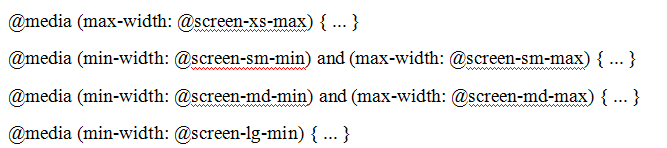 @media (max-width: @screen-xs-max) { ... }
@media (min-width: @screen-sm-min) and (max-width: @screen-sm-max) { ... }
@media (min-width: @screen-md-min) and (max-width: @screen-md-max) { ... }
@media (min-width: @screen-lg-min) { ... }